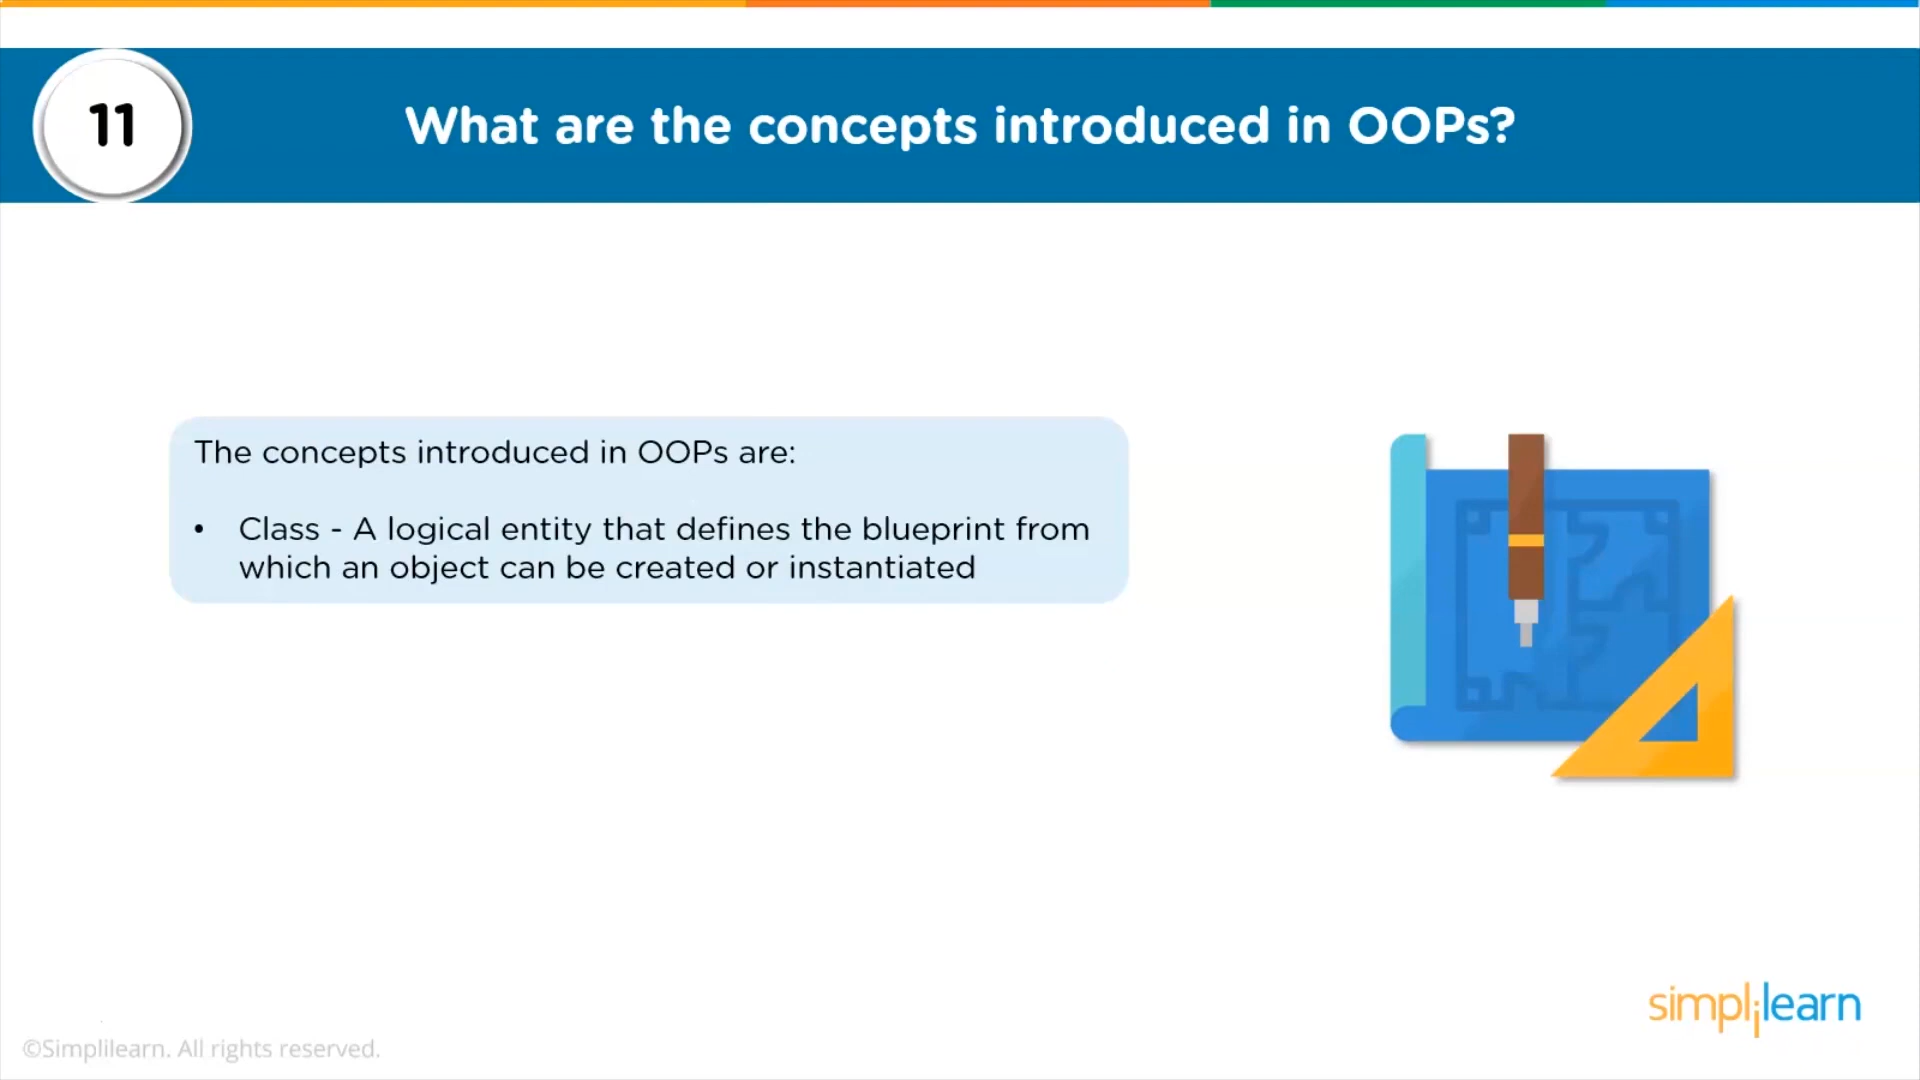 11
What are the concepts introduced in OOPs?
The concepts introduced in OOPs are:
• Class - A logical entity that defines the blueprint from
which an object can be created or instantiated
simplilearn
©Simplilearn. All rights reserved.